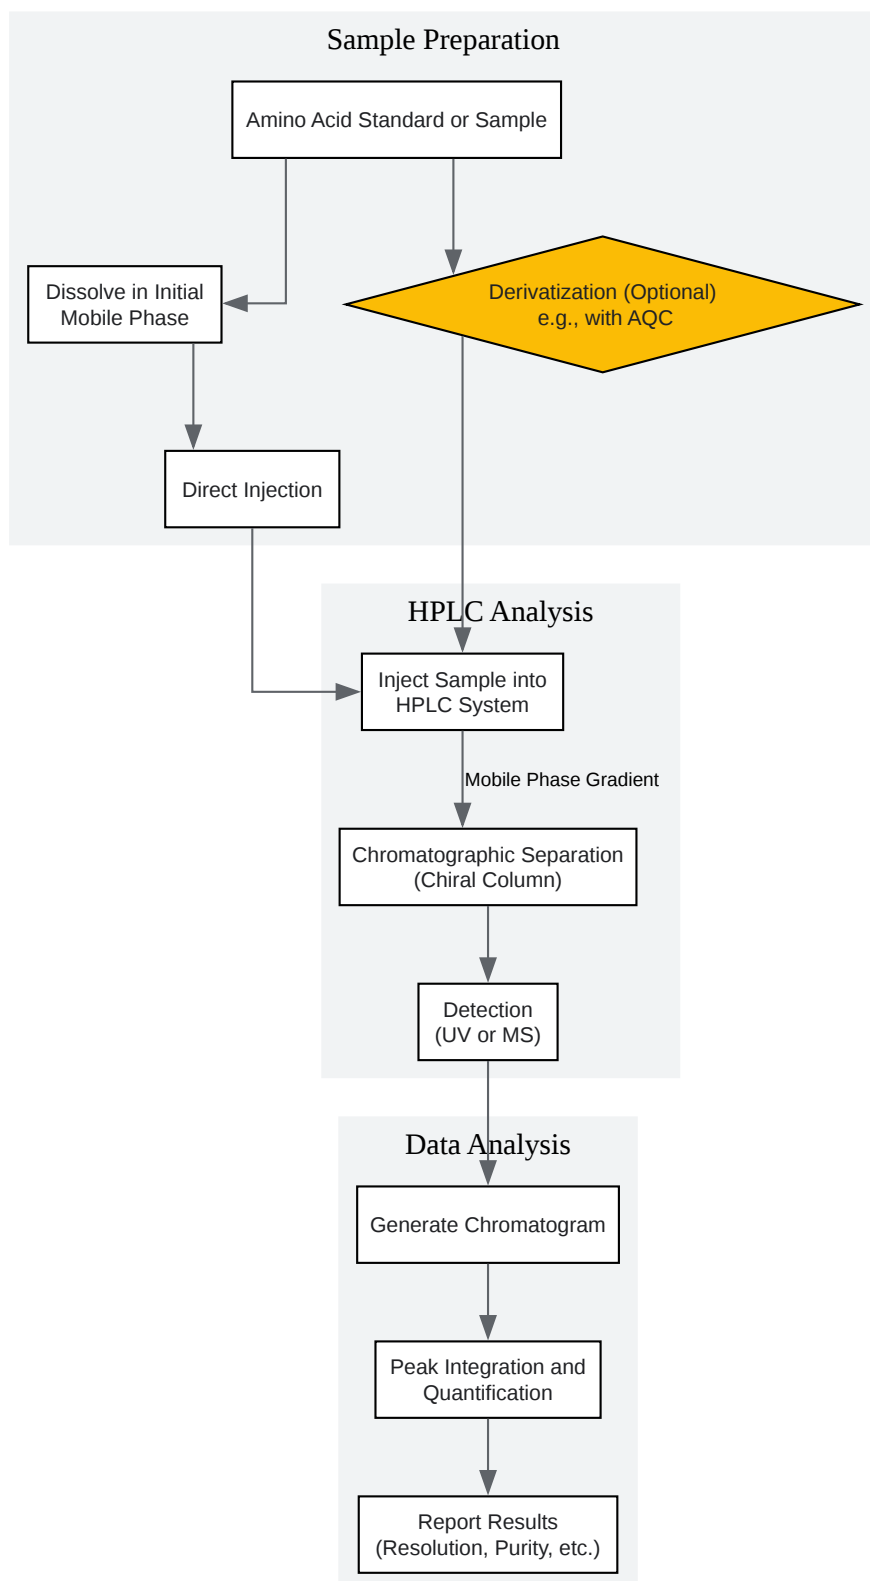 Sample Preparation
Amino Acid Standard or Sample
Dissolve in Initial
Mobile Phase
Derivatization (Optional)
e.g., with AQC
Direct Injection
HPLC Analysis
Inject Sample into
HPLC System
Mobile Phase Gradient
Chromatographic Separation
(Chiral Column)
Detection
(UV or MS)
Data Analysis
Generate Chromatogram
Peak Integration and
Quantification
Report Results
(Resolution, Purity, etc.)